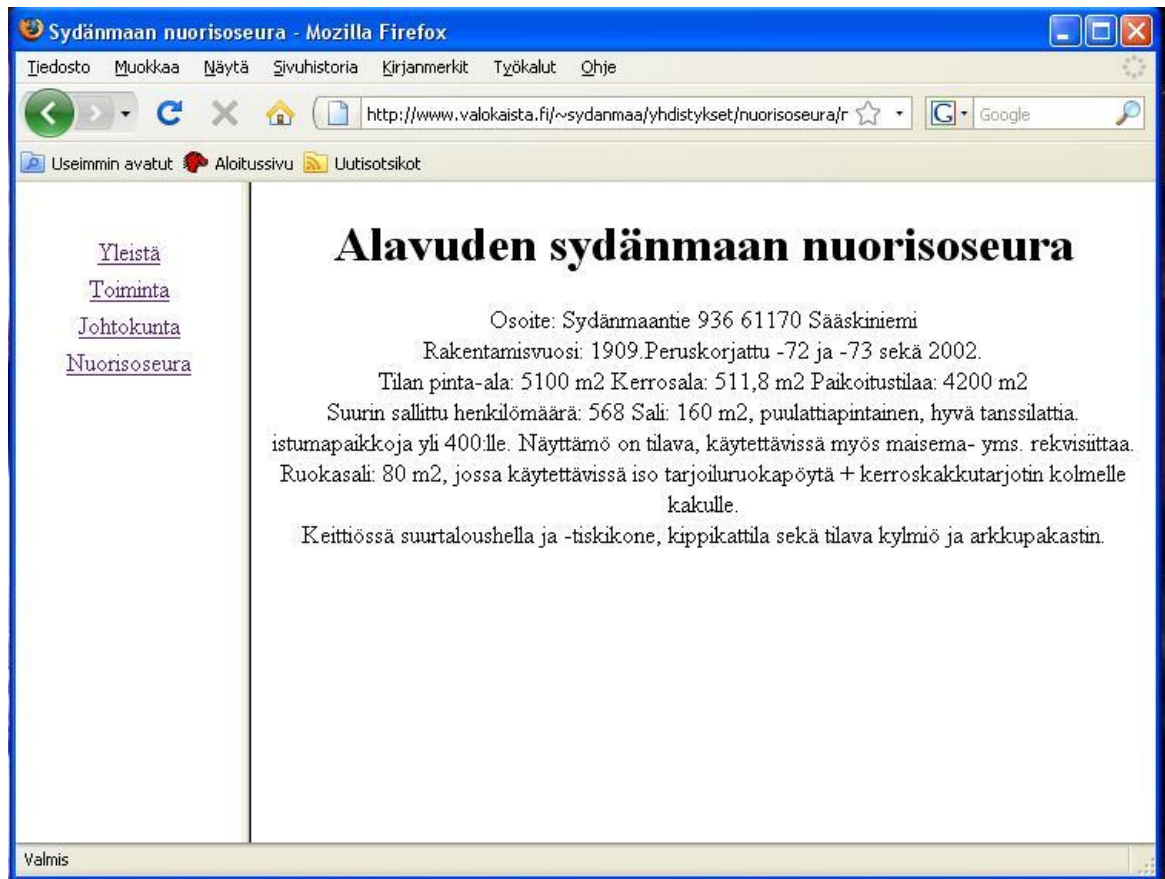 Sydänmaan nuorisoseura - Mozilla Firefox
Tiedosto Muokkaa Näytä Sivuhistoria Kirjanmerkit Työkalut Ohje
http://www.valokaista.fi/~sydanmaa/yhdistykset/nuorisoseura/r
G Google
Useimmin avatut Aloitussivu Uutisotsikot
Yleistä
Toiminta
Johtokunta
Nuorisoseura
Alavuden sydänmaan nuorisoseura
Osoite: Sydänmaantie 936 61170 Sääskiniemi
Rakentamisvuosi: 1909.Peruskorjattu -72 ja -73 sekä 2002.
Tilan pinta-ala: 5100 m2 Kerrosala: 511,8 m2 Paikoitustilaa: 4200 m2
Suurin sallittu henkilömäärä: 568 Sali: 160 m2, puulattiapintainen, hyvä tanssilattia.
istumapaikkoja yli 400:lle. Näyttämö on tilava, käytettävissä myös maisema- yms. rekvisiittaa.
Ruokasali: 80 m2, jossa käytettävissä iso tarjoiluruokapöytä + kerroskakkutarjotin kolmelle
kakulle.
Keittiössä suurtaloushella ja -tiskikone, kippikattila sekä tilava kylmiö ja arkkupakastin.
Valmis